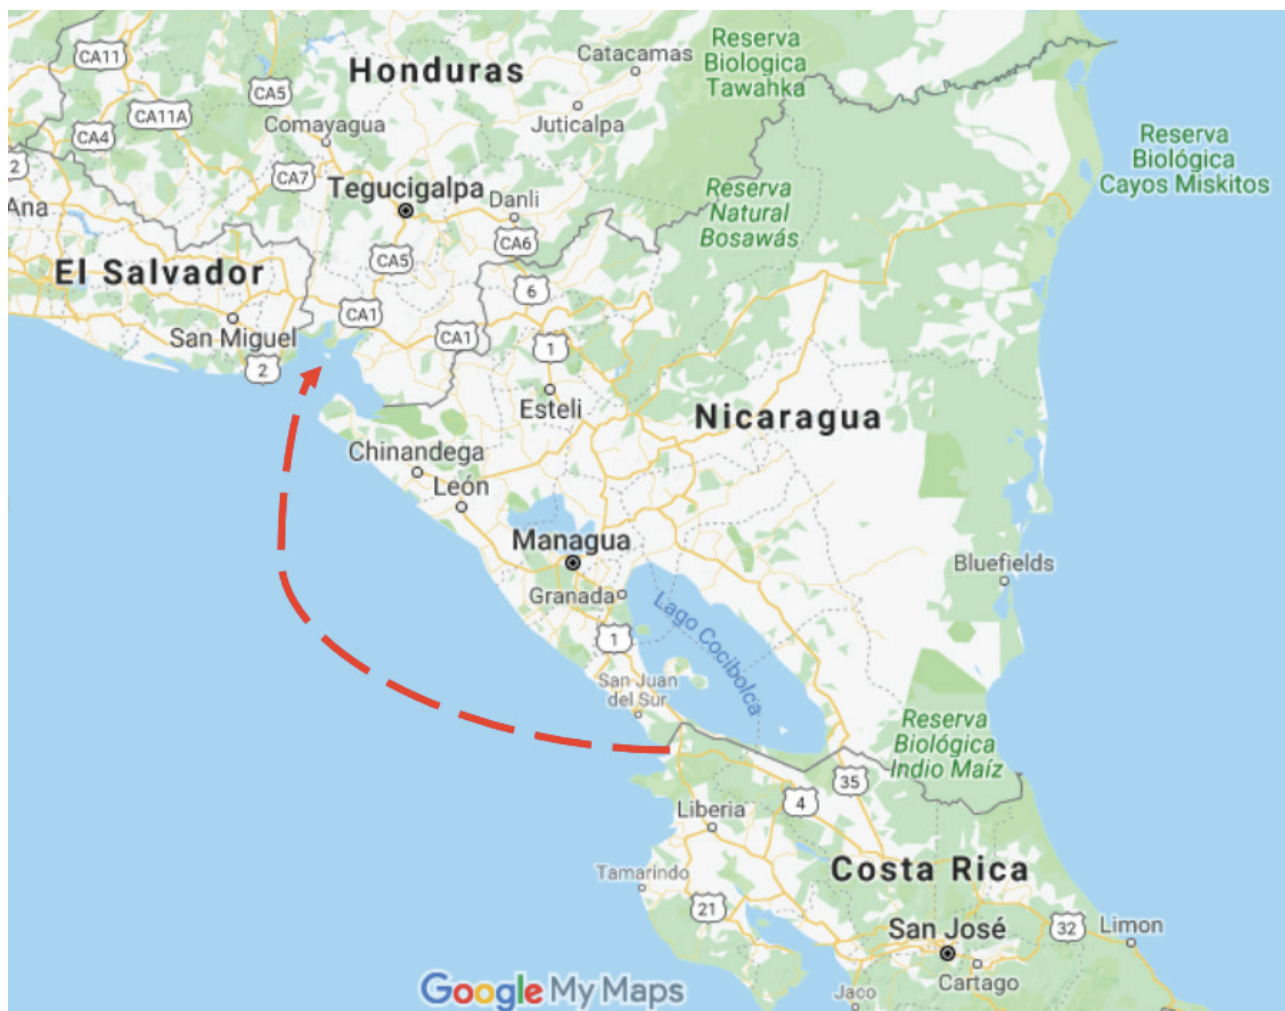 CA11
Honduras
Catacamas
Reserva
Biologica
Tawahka
CA5
CA11A
Juticalpa
CA4
Comayagua
Reserva
Biológica
Cayos Miskitos
2
CA7
Tegucigalpa
Danli
Reserva
Natural
Bosawás
Ana
CA6
CA5
El Salvador
6
San Miguel
CA1
CA1
1
2
Esteli
Nicaragua
Chinandega
León
Managua
Bluefields
Granada
Lago Cocibolca
1
San Juan
del Sur
Reserva
Biológica
Indio Maíz
35
4
Liberia
Tamarindo
Costa Rica
21
San José
32
Limon
Cartago
Jaco
Google My Maps